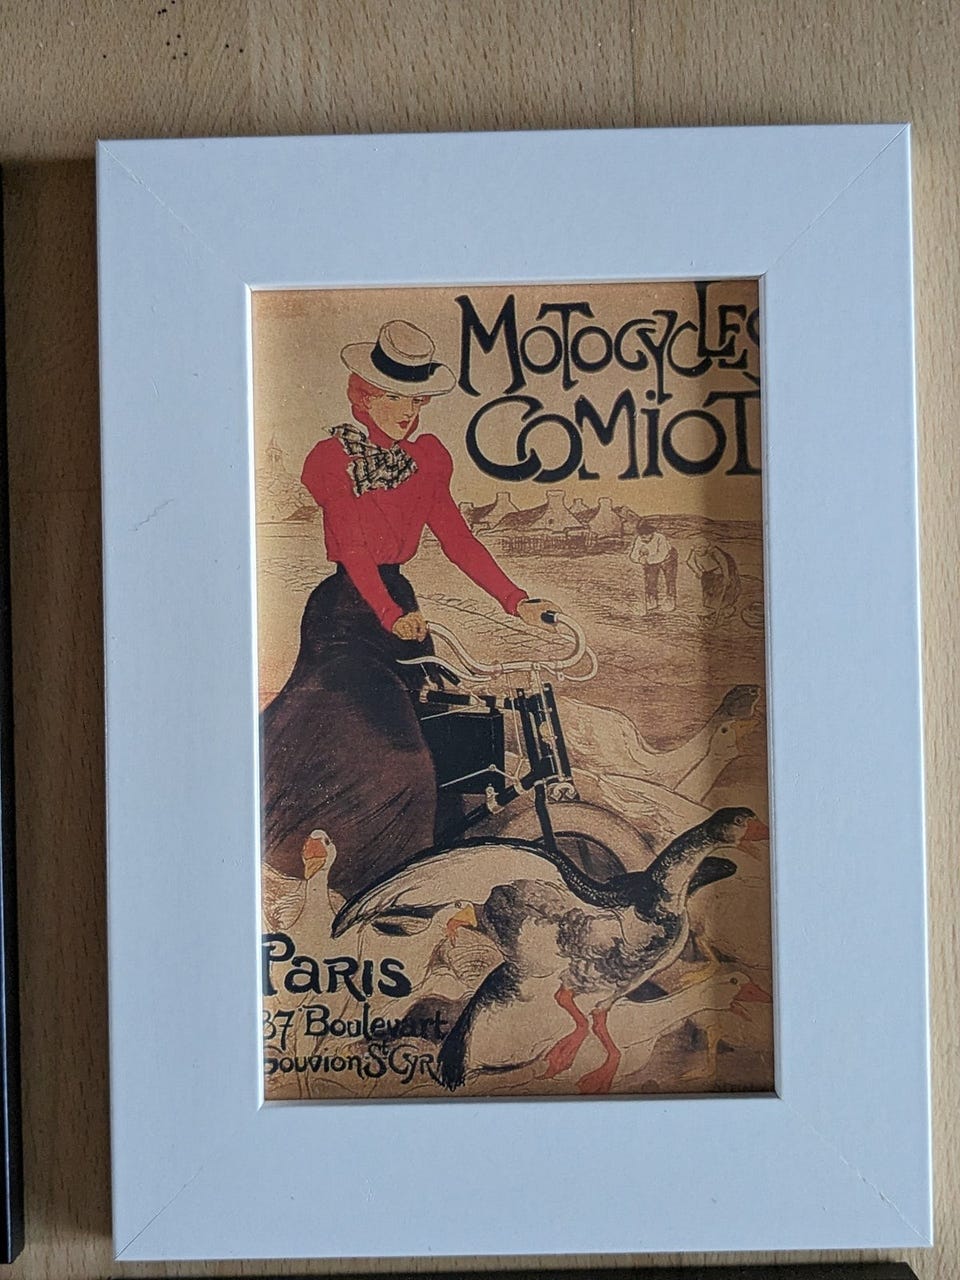 MOTOCYCLES
COMIOT
PARIS
87 Boulevart
Gouvion St Cyr